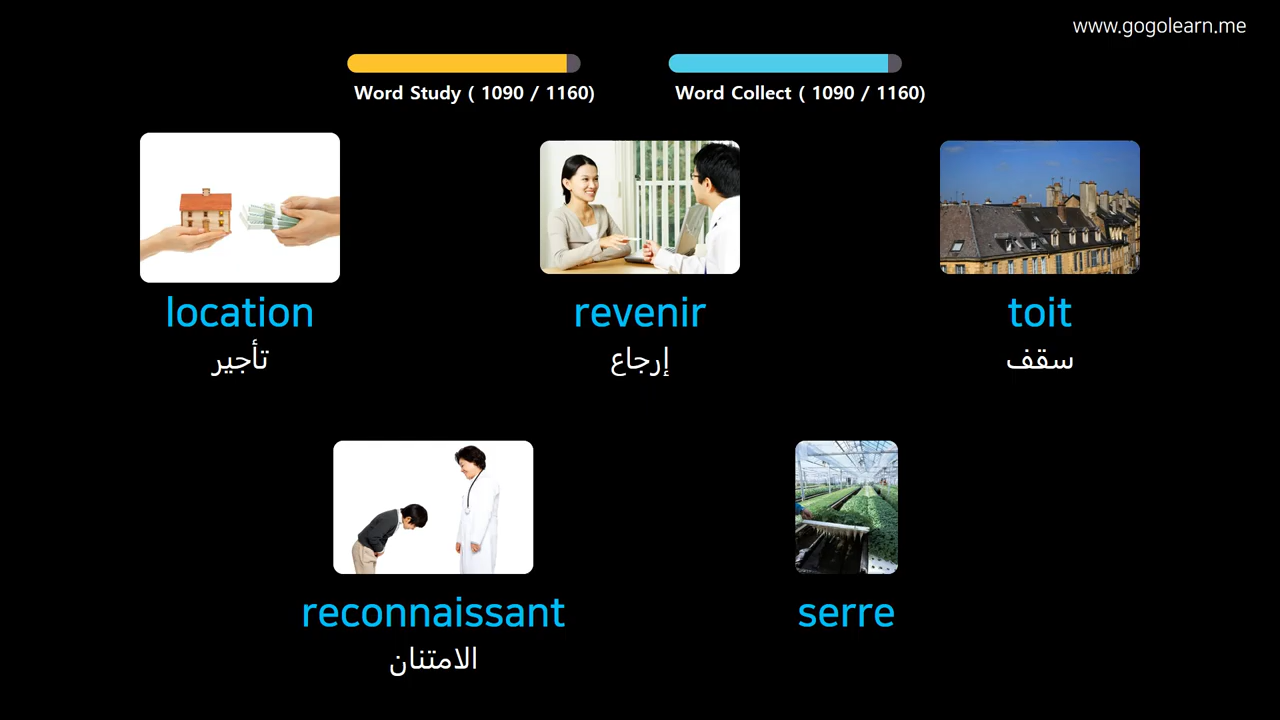 www.gogolearn.me
Word Study ( 1090 / 1160)
Word Collect ( 1090 / 1160)
location
تأجير
revenir
إرجاع
toit
سقف
reconnaissant
الامتنان
serre